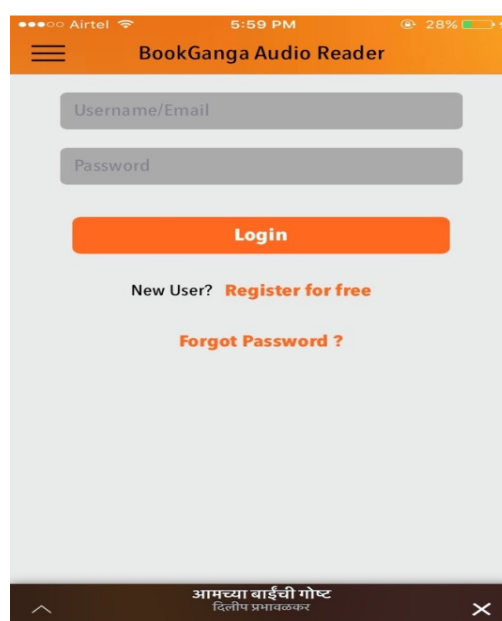 Airtel 5:59 PM 28%
BookGanga Audio Reader
Username/Email
Password
Login
New User? Register for free
Forgot Password ?
आमच्या बाईंची गोष्ट
दिलीप प्रभावळकर